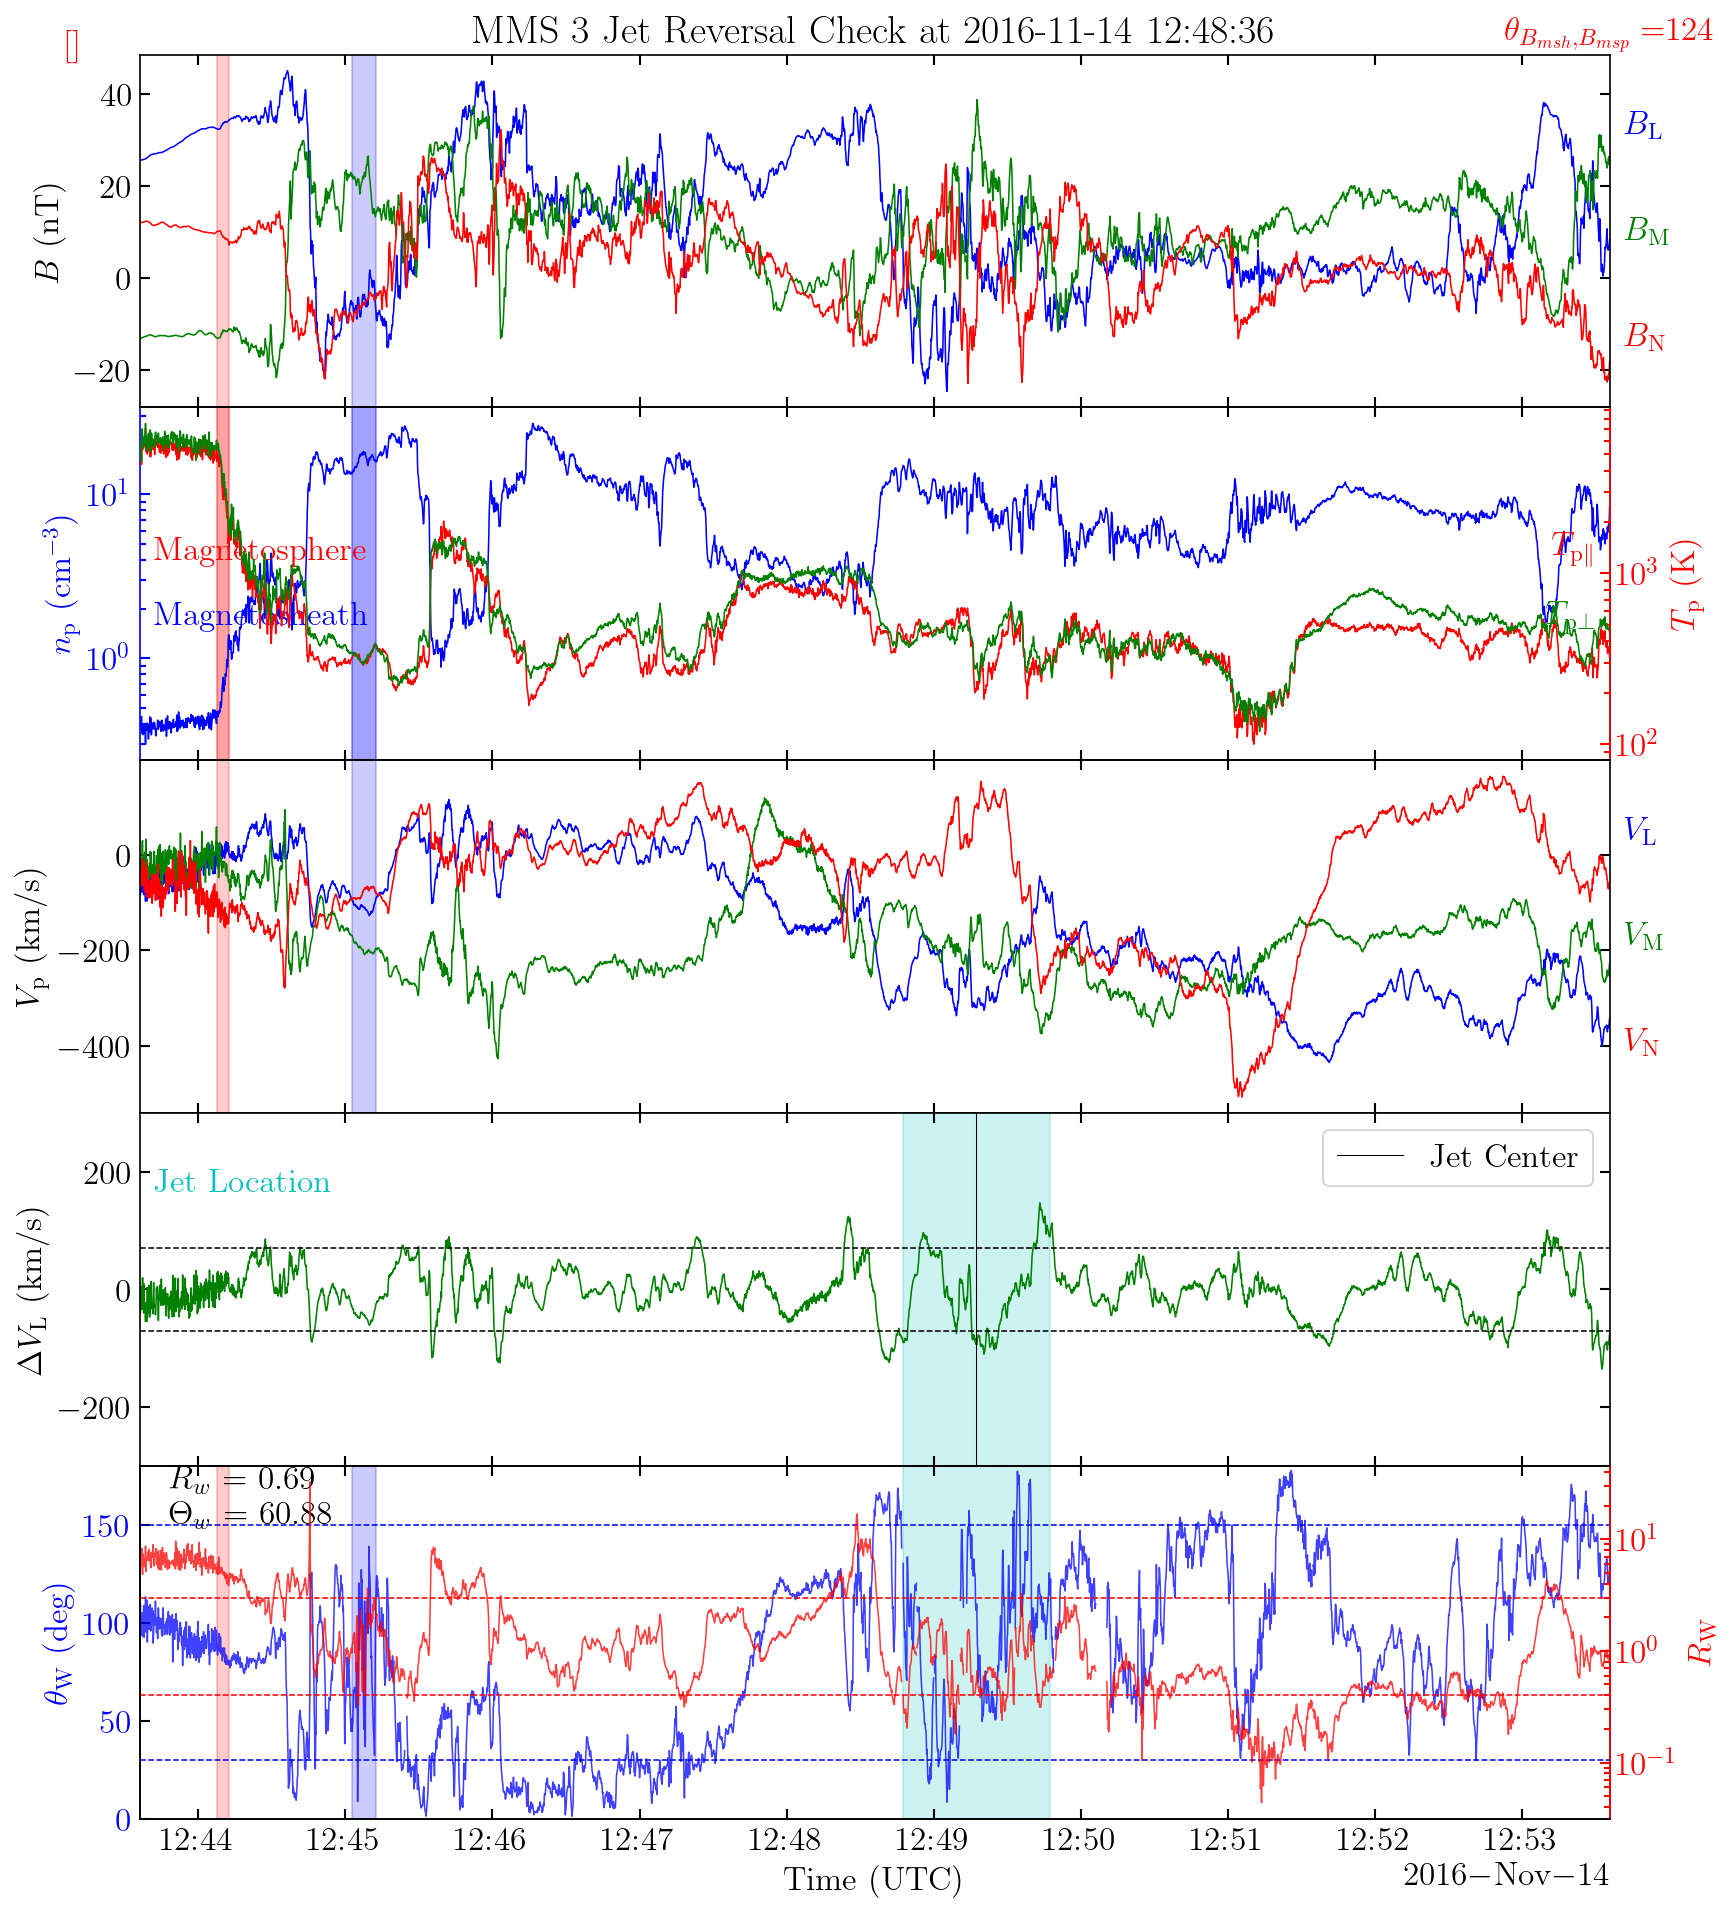 MMS 3 Jet Reversal Check at 2016-11-14 12:48:36
θ_{B_{msh},B_{msp}} =124
[]
40
20
0
−20
B (nT)
B_L
B_M
B_N
10^1
10^0
n_p (cm^{−3})
Magnetosphere
Magnetosheath
T_{p∥}
T_{p⊥}
10^3
10^2
T_p (K)
0
−200
−400
V_p (km/s)
V_L
V_M
V_N
200
0
−200
ΔV_L (km/s)
Jet Location
Jet Center
R_w = 0.69
Θ_w = 60.88
150
100
50
0
θ_W (deg)
10^1
10^0
10^{−1}
R_W
12:44 12:45 12:46 12:47 12:48 12:49 12:50 12:51 12:52 12:53
Time (UTC)
2016−Nov−14